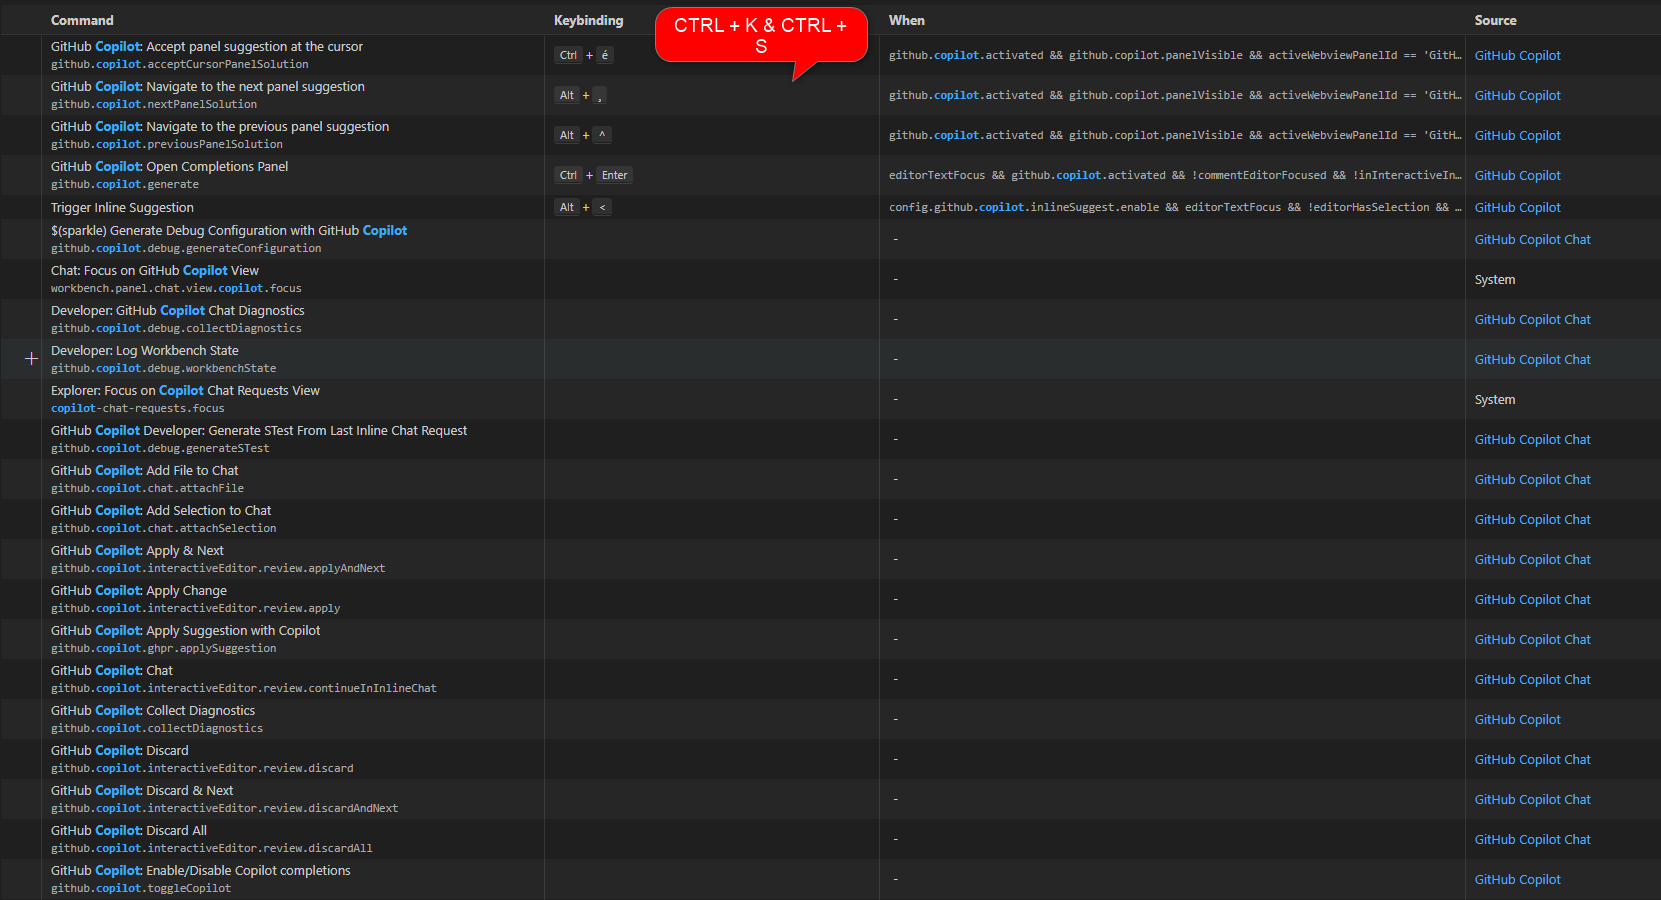 Command Keybinding When Source
CTRL + K & CTRL +
S
GitHub Copilot: Accept panel suggestion at the cursor
github.copilot.acceptCursorPanelSolution
Ctrl + é
github.copilot.activated && github.copilot.panelVisible && activeWebviewPanelId == 'GitH…
GitHub Copilot
GitHub Copilot: Navigate to the next panel suggestion
github.copilot.nextPanelSolution
Alt + ¸
github.copilot.activated && github.copilot.panelVisible && activeWebviewPanelId == 'GitH…
GitHub Copilot
GitHub Copilot: Navigate to the previous panel suggestion
github.copilot.previousPanelSolution
Alt + ^
github.copilot.activated && github.copilot.panelVisible && activeWebviewPanelId == 'GitH…
GitHub Copilot
GitHub Copilot: Open Completions Panel
github.copilot.generate
Ctrl + Enter
editorTextFocus && github.copilot.activated && !commentEditorFocused && !inInteractiveIn…
GitHub Copilot
Trigger Inline Suggestion
Alt + <
config.github.copilot.inlineSuggest.enable && editorTextFocus && !editorHasSelection && …
GitHub Copilot
$(sparkle) Generate Debug Configuration with GitHub Copilot
github.copilot.debug.generateConfiguration
-
GitHub Copilot Chat
Chat: Focus on GitHub Copilot View
workbench.panel.chat.view.copilot.focus
-
System
Developer: GitHub Copilot Chat Diagnostics
github.copilot.debug.collectDiagnostics
-
GitHub Copilot Chat
Developer: Log Workbench State
github.copilot.debug.workbenchState
-
GitHub Copilot Chat
Explorer: Focus on Copilot Chat Requests View
copilot-chat-requests.focus
-
System
GitHub Copilot Developer: Generate STest From Last Inline Chat Request
github.copilot.debug.generateSTest
-
GitHub Copilot Chat
GitHub Copilot: Add File to Chat
github.copilot.chat.attachFile
-
GitHub Copilot Chat
GitHub Copilot: Add Selection to Chat
github.copilot.chat.attachSelection
-
GitHub Copilot Chat
GitHub Copilot: Apply & Next
github.copilot.interactiveEditor.review.applyAndNext
-
GitHub Copilot Chat
GitHub Copilot: Apply Change
github.copilot.interactiveEditor.review.apply
-
GitHub Copilot Chat
GitHub Copilot: Apply Suggestion with Copilot
github.copilot.ghpr.applySuggestion
-
GitHub Copilot Chat
GitHub Copilot: Chat
github.copilot.interactiveEditor.review.continueInInlineChat
-
GitHub Copilot Chat
GitHub Copilot: Collect Diagnostics
github.copilot.collectDiagnostics
-
GitHub Copilot
GitHub Copilot: Discard
github.copilot.interactiveEditor.review.discard
-
GitHub Copilot Chat
GitHub Copilot: Discard & Next
github.copilot.interactiveEditor.review.discardAndNext
-
GitHub Copilot Chat
GitHub Copilot: Discard All
github.copilot.interactiveEditor.review.discardAll
-
GitHub Copilot Chat
GitHub Copilot: Enable/Disable Copilot completions
github.copilot.toggleCopilot
-
GitHub Copilot